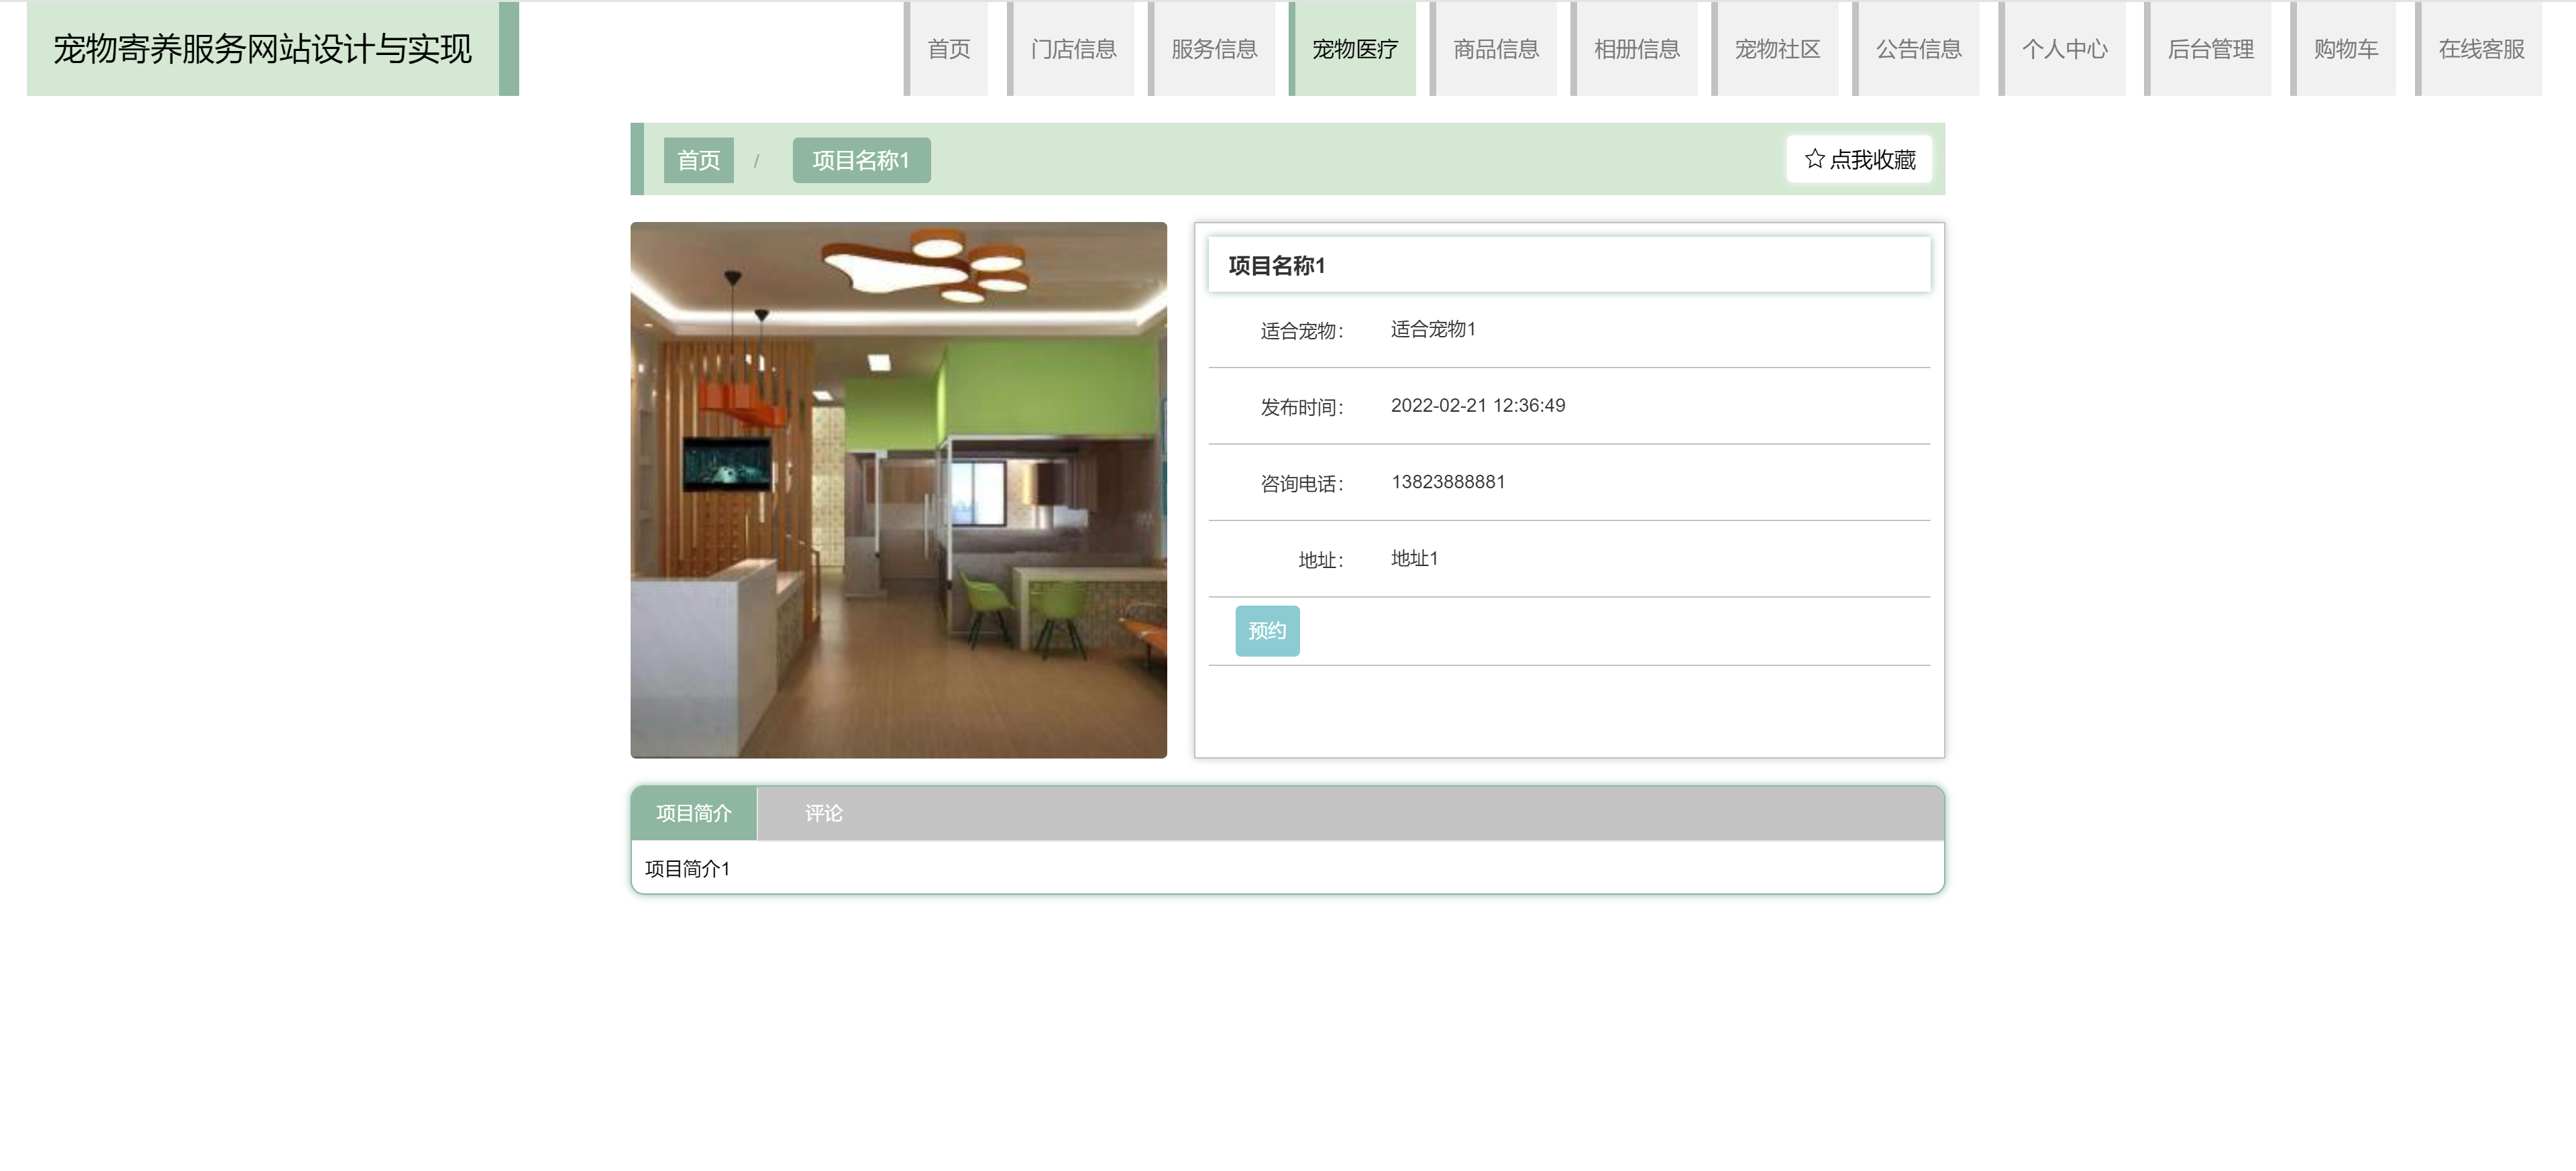 宠物寄养服务网站设计与实现
首页 门店信息 服务信息 宠物医疗 商品信息 相册信息 宠物社区 公告信息 个人中心 后台管理 购物车 在线客服
首页 / 项目名称1 ☆ 点我收藏
项目名称1
适合宠物： 适合宠物1
发布时间： 2022-02-21 12:36:49
咨询电话： 13823888881
地址： 地址1
预约
项目简介 评论
项目简介1